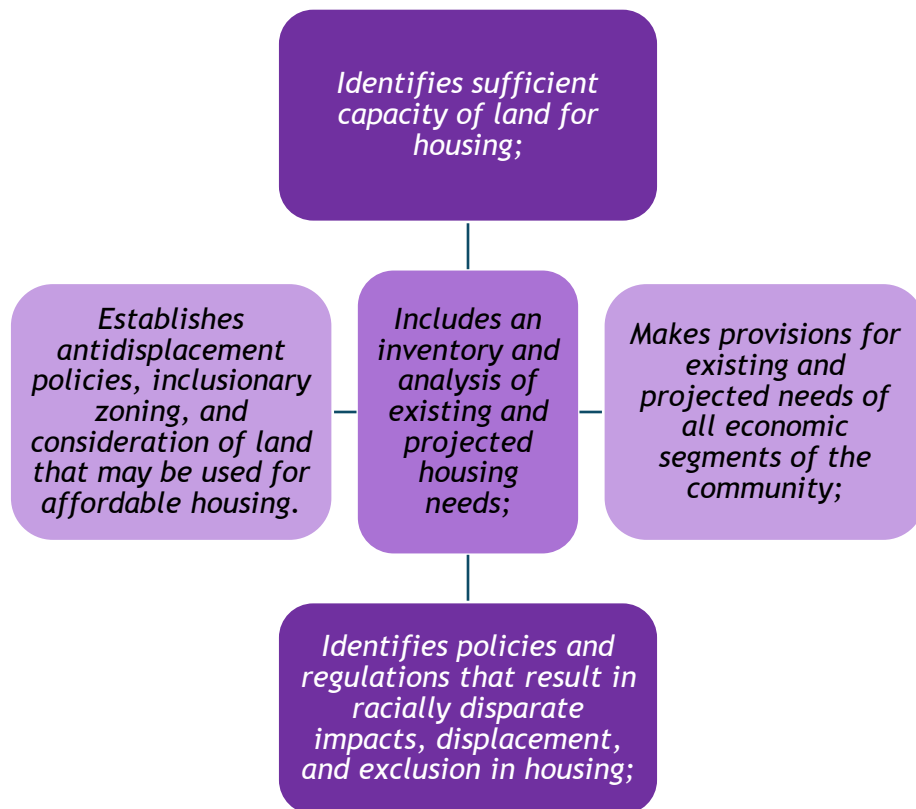 Identifies sufficient
capacity of land for
housing;
Establishes
antidisplacement
policies, inclusionary
zoning, and
consideration of land
that may be used for
affordable housing.
Includes an
inventory and
analysis of
existing and
projected
housing
needs;
Makes provisions for
existing and
projected needs of
all economic
segments of the
community;
Identifies policies and
regulations that result in
racially disparate
impacts, displacement,
and exclusion in housing;